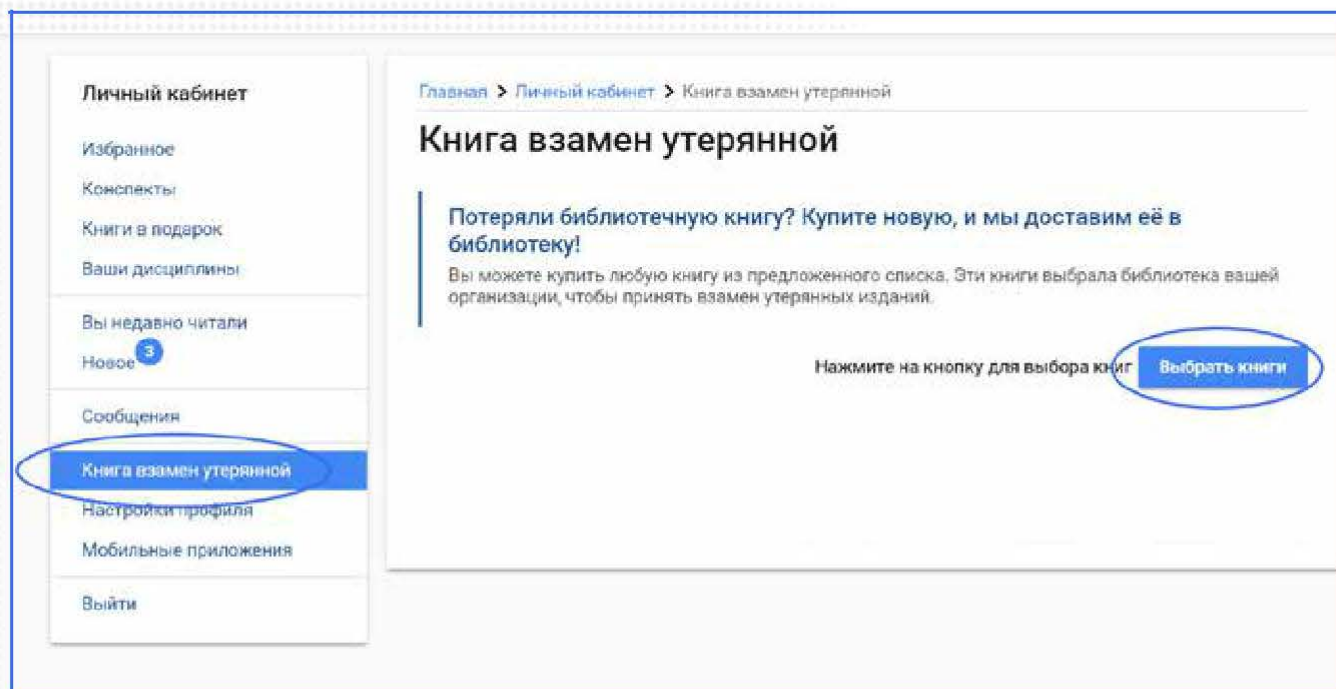 Личный кабинет
Избранное
Конспекты
Книги в подарок
Ваши дисциплины
Вы недавно читали
Новое 3
Сообщения
Книга взамен утерянной
Настройки профиля
Мобильные приложения
Выйти
Главная > Личный кабинет > Книга взамен утерянной
Книга взамен утерянной
Потеряли библиотечную книгу? Купите новую, и мы доставим её в
библиотеку!
Вы можете купить любую книгу из предложенного списка. Эти книги выбрала библиотека вашей
организации, чтобы принять взамен утерянных изданий.
Нажмите на кнопку для выбора книг Выбрать книги